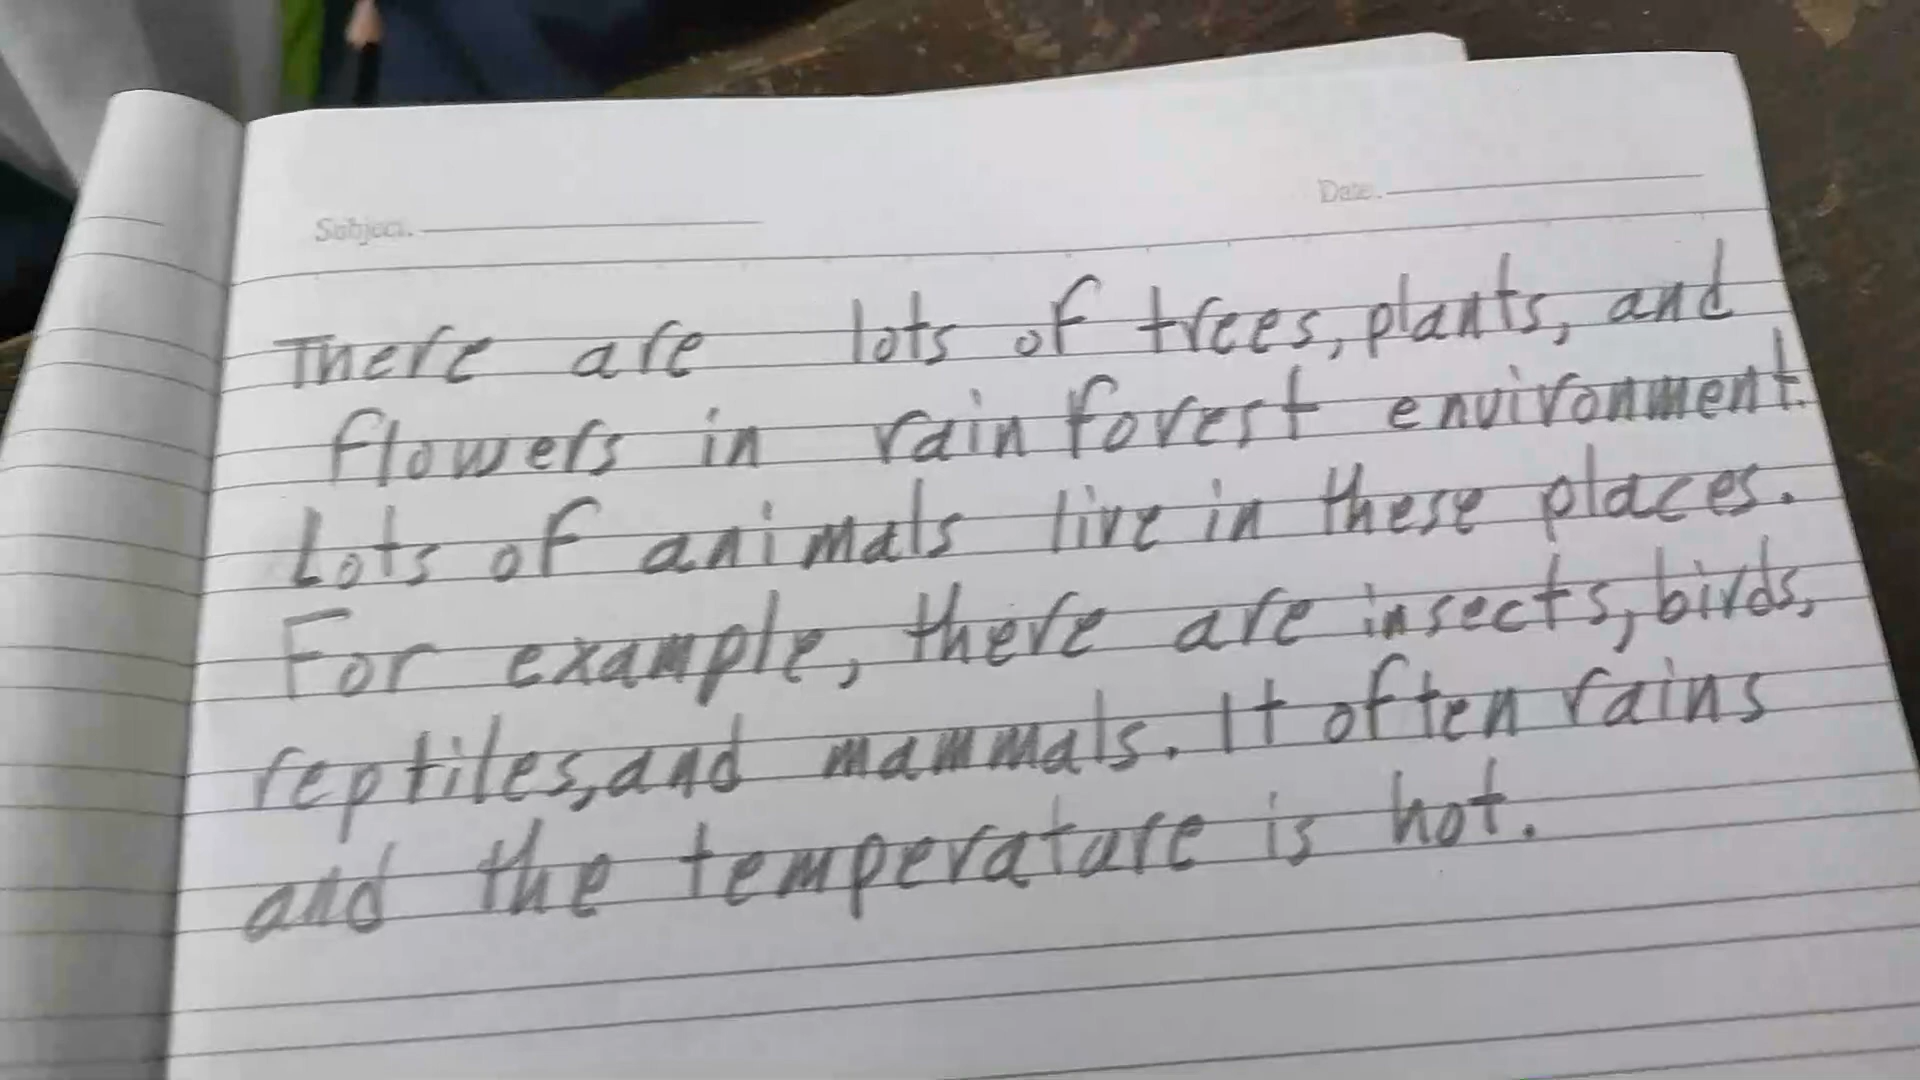 Subject.
Date.
There are lots of trees, plants, and
flowers in rain forest environment.
Lots of animals live in these places.
For example, there are insects, birds,
reptiles, and mammals. It often rains
and the temperature is hot.